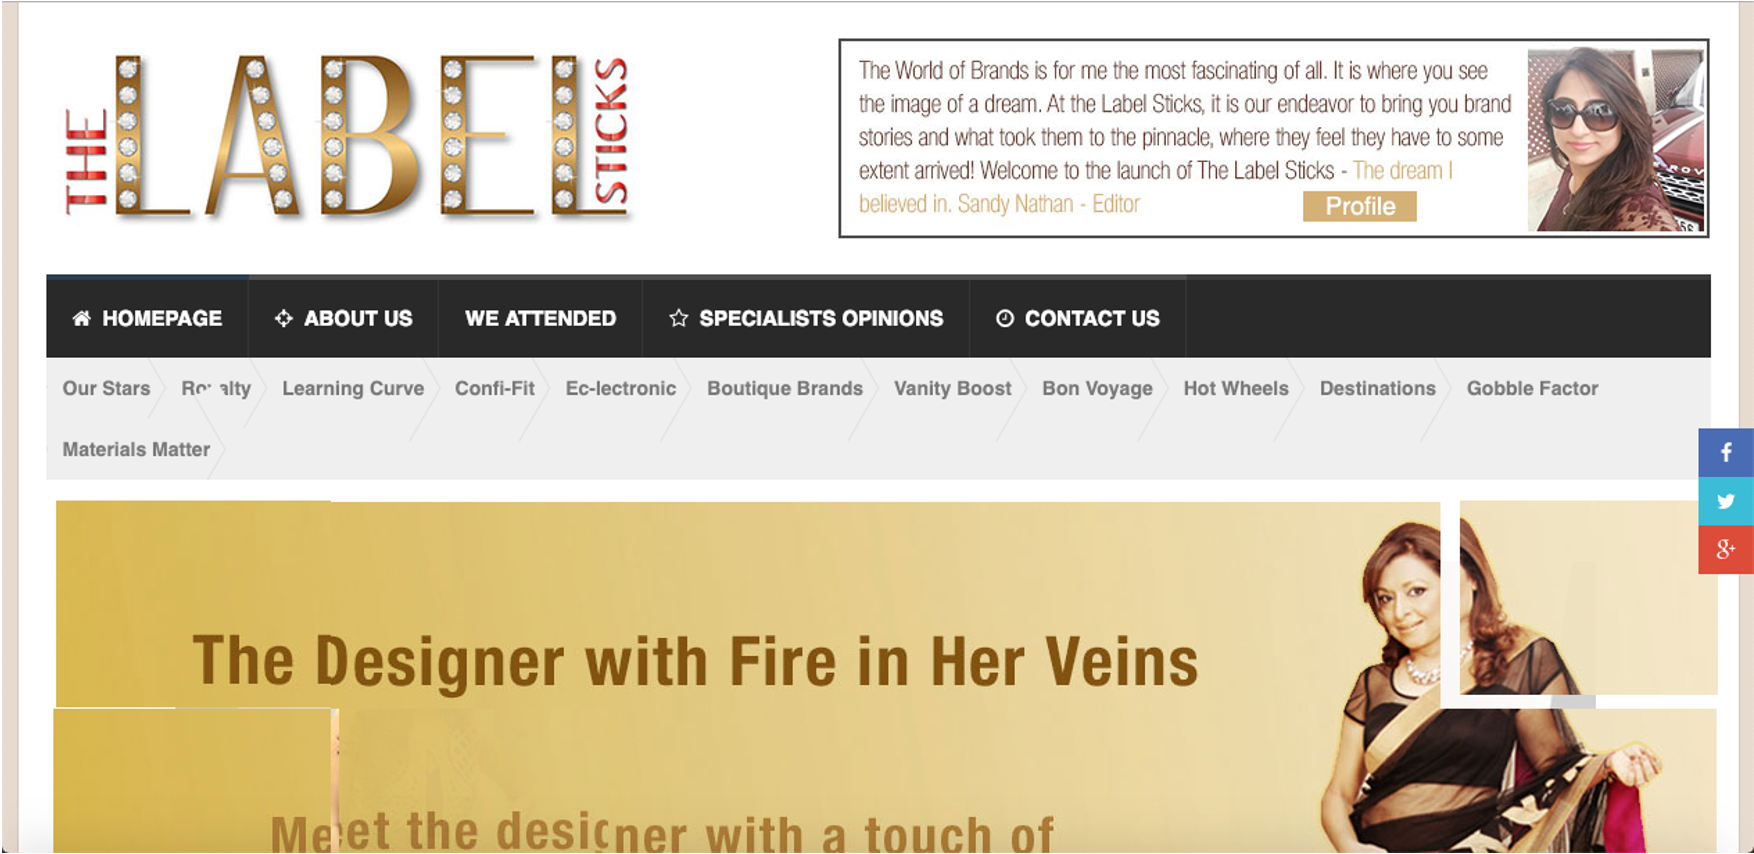 THE LABEL STICKS
The World of Brands is for me the most fascinating of all. It is where you see
the image of a dream. At the Label Sticks, it is our endeavor to bring you brand
stories and what took them to the pinnacle, where they feel they have to some
extent arrived! Welcome to the launch of The Label Sticks - The dream I
believed in. Sandy Nathan - Editor
Profile
HOMEPAGE ABOUT US WE ATTENDED SPECIALISTS OPINIONS CONTACT US
Our Stars Royalty Learning Curve Confi-Fit Ec-lectronic Boutique Brands Vanity Boost Bon Voyage Hot Wheels Destinations Gobble Factor
Materials Matter
f
g+
The Designer with Fire in Her Veins
Meet the designer with a touch of